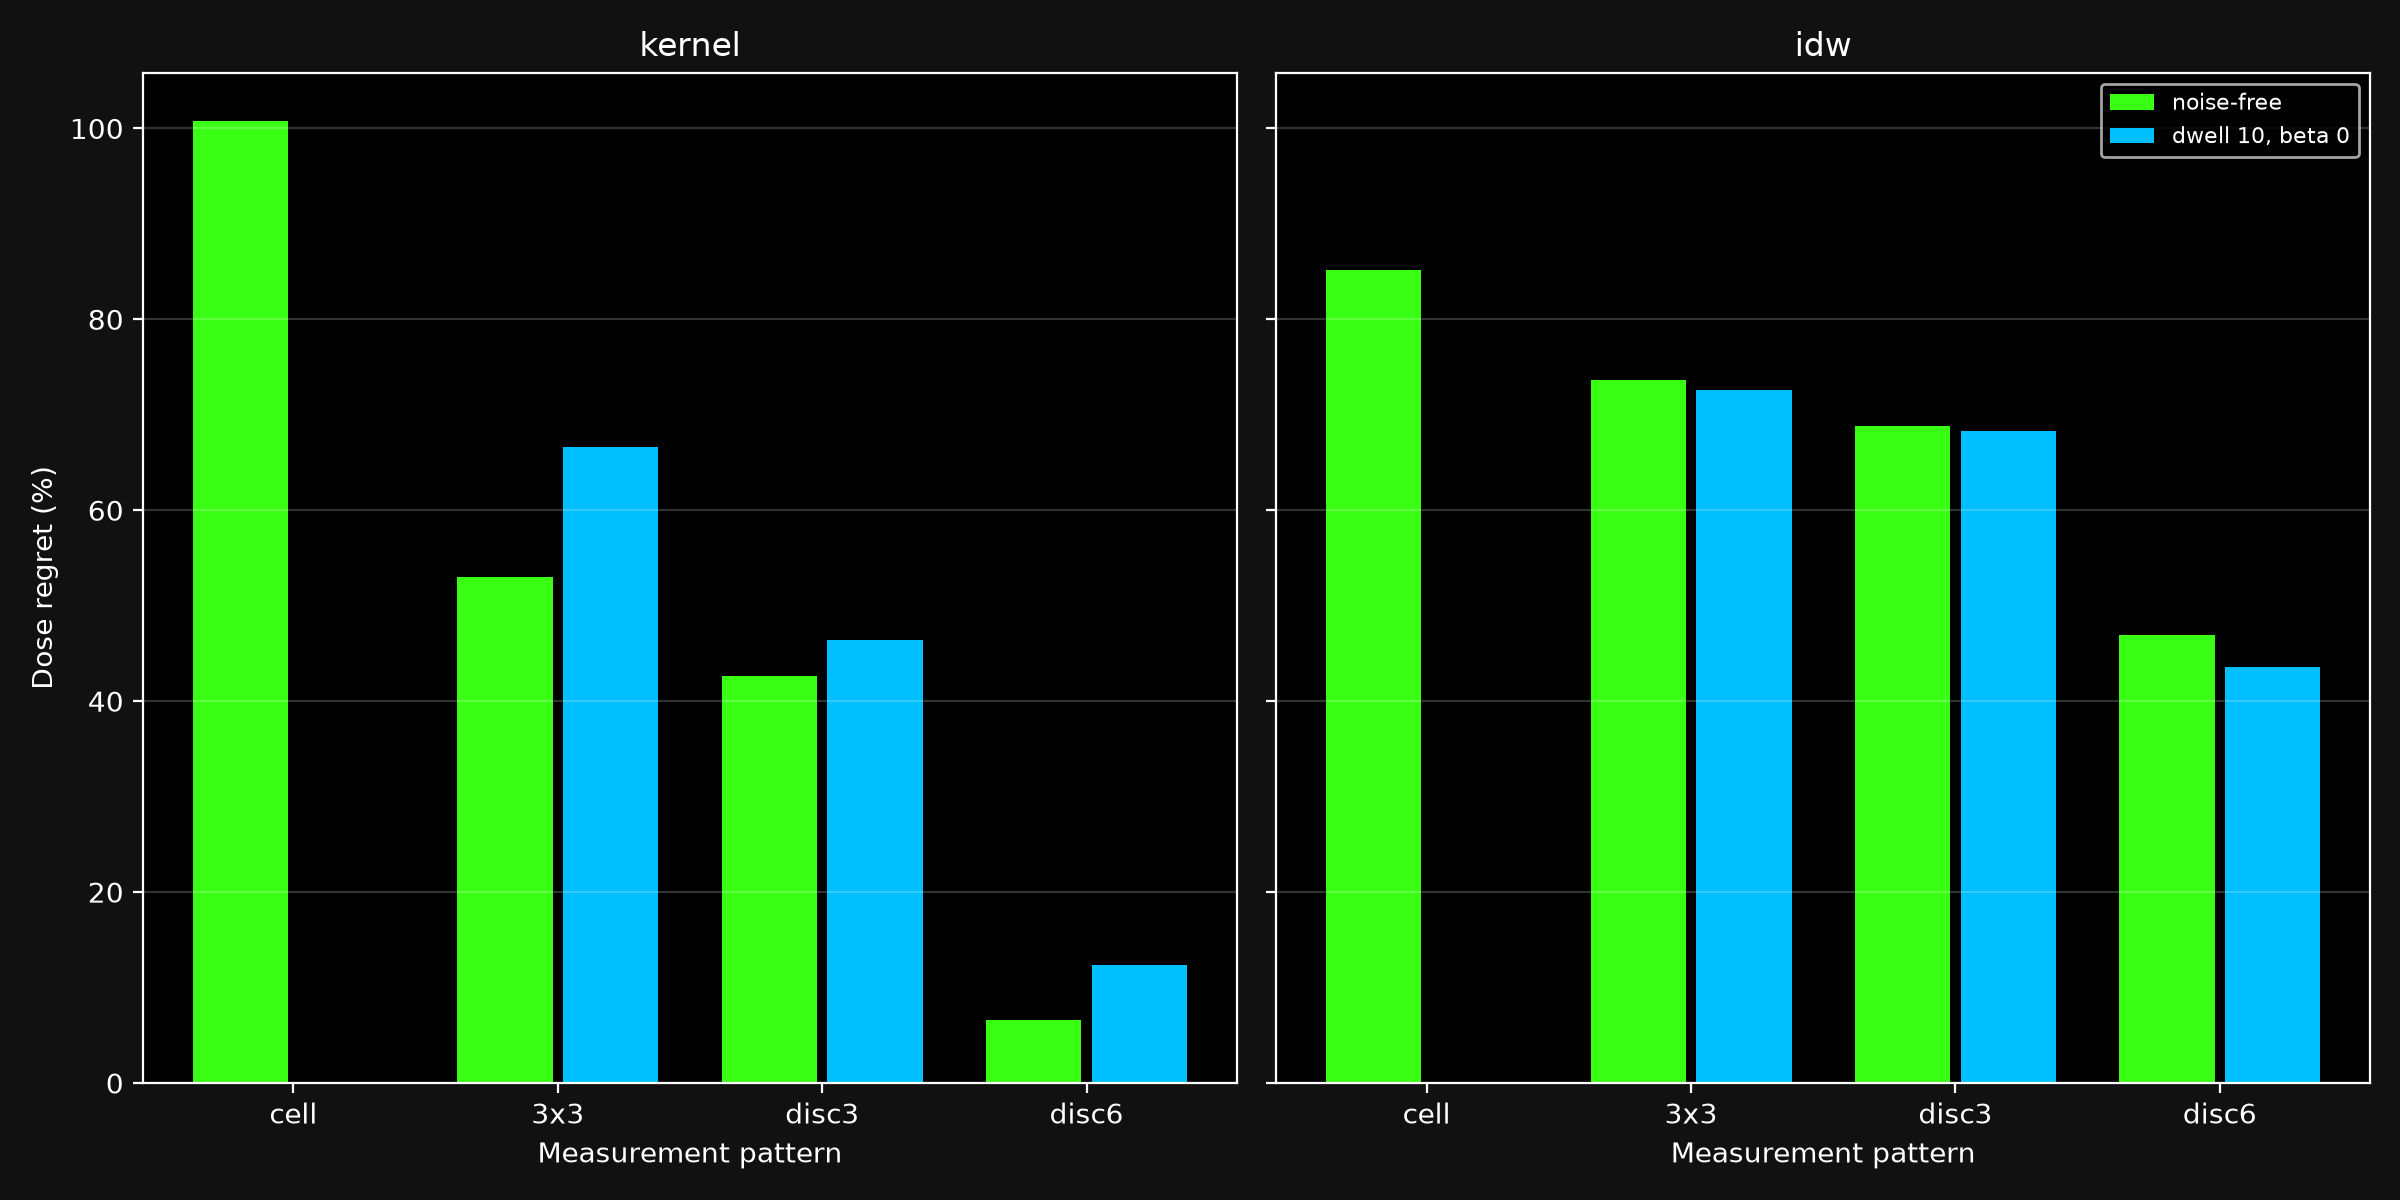 kernel
idw
noise-free
dwell 10, beta 0
Dose regret (%)
100
80
60
40
20
0
cell
3x3
disc3
disc6
cell
3x3
disc3
disc6
Measurement pattern
Measurement pattern